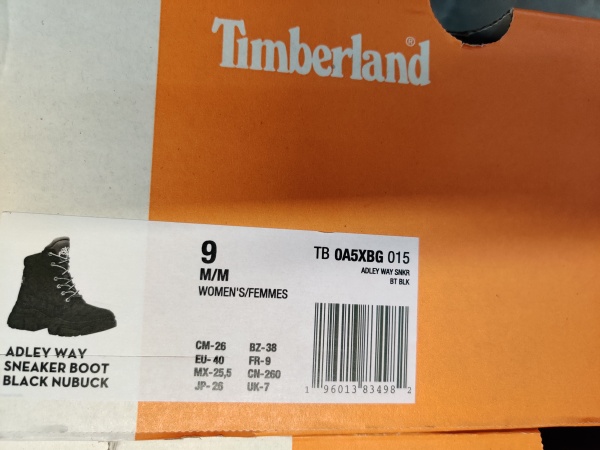 Timberland®
9
M/M
WOMEN'S/FEMMES
TB 0A5XBG 015
ADLEY WAY SNKR
BT BLK
CM-26 BZ-38
EU-40 FR-9
MX-25,5 CN-260
JP-26 UK-7
1 96013 83498 2
ADLEY WAY
SNEAKER BOOT
BLACK NUBUCK